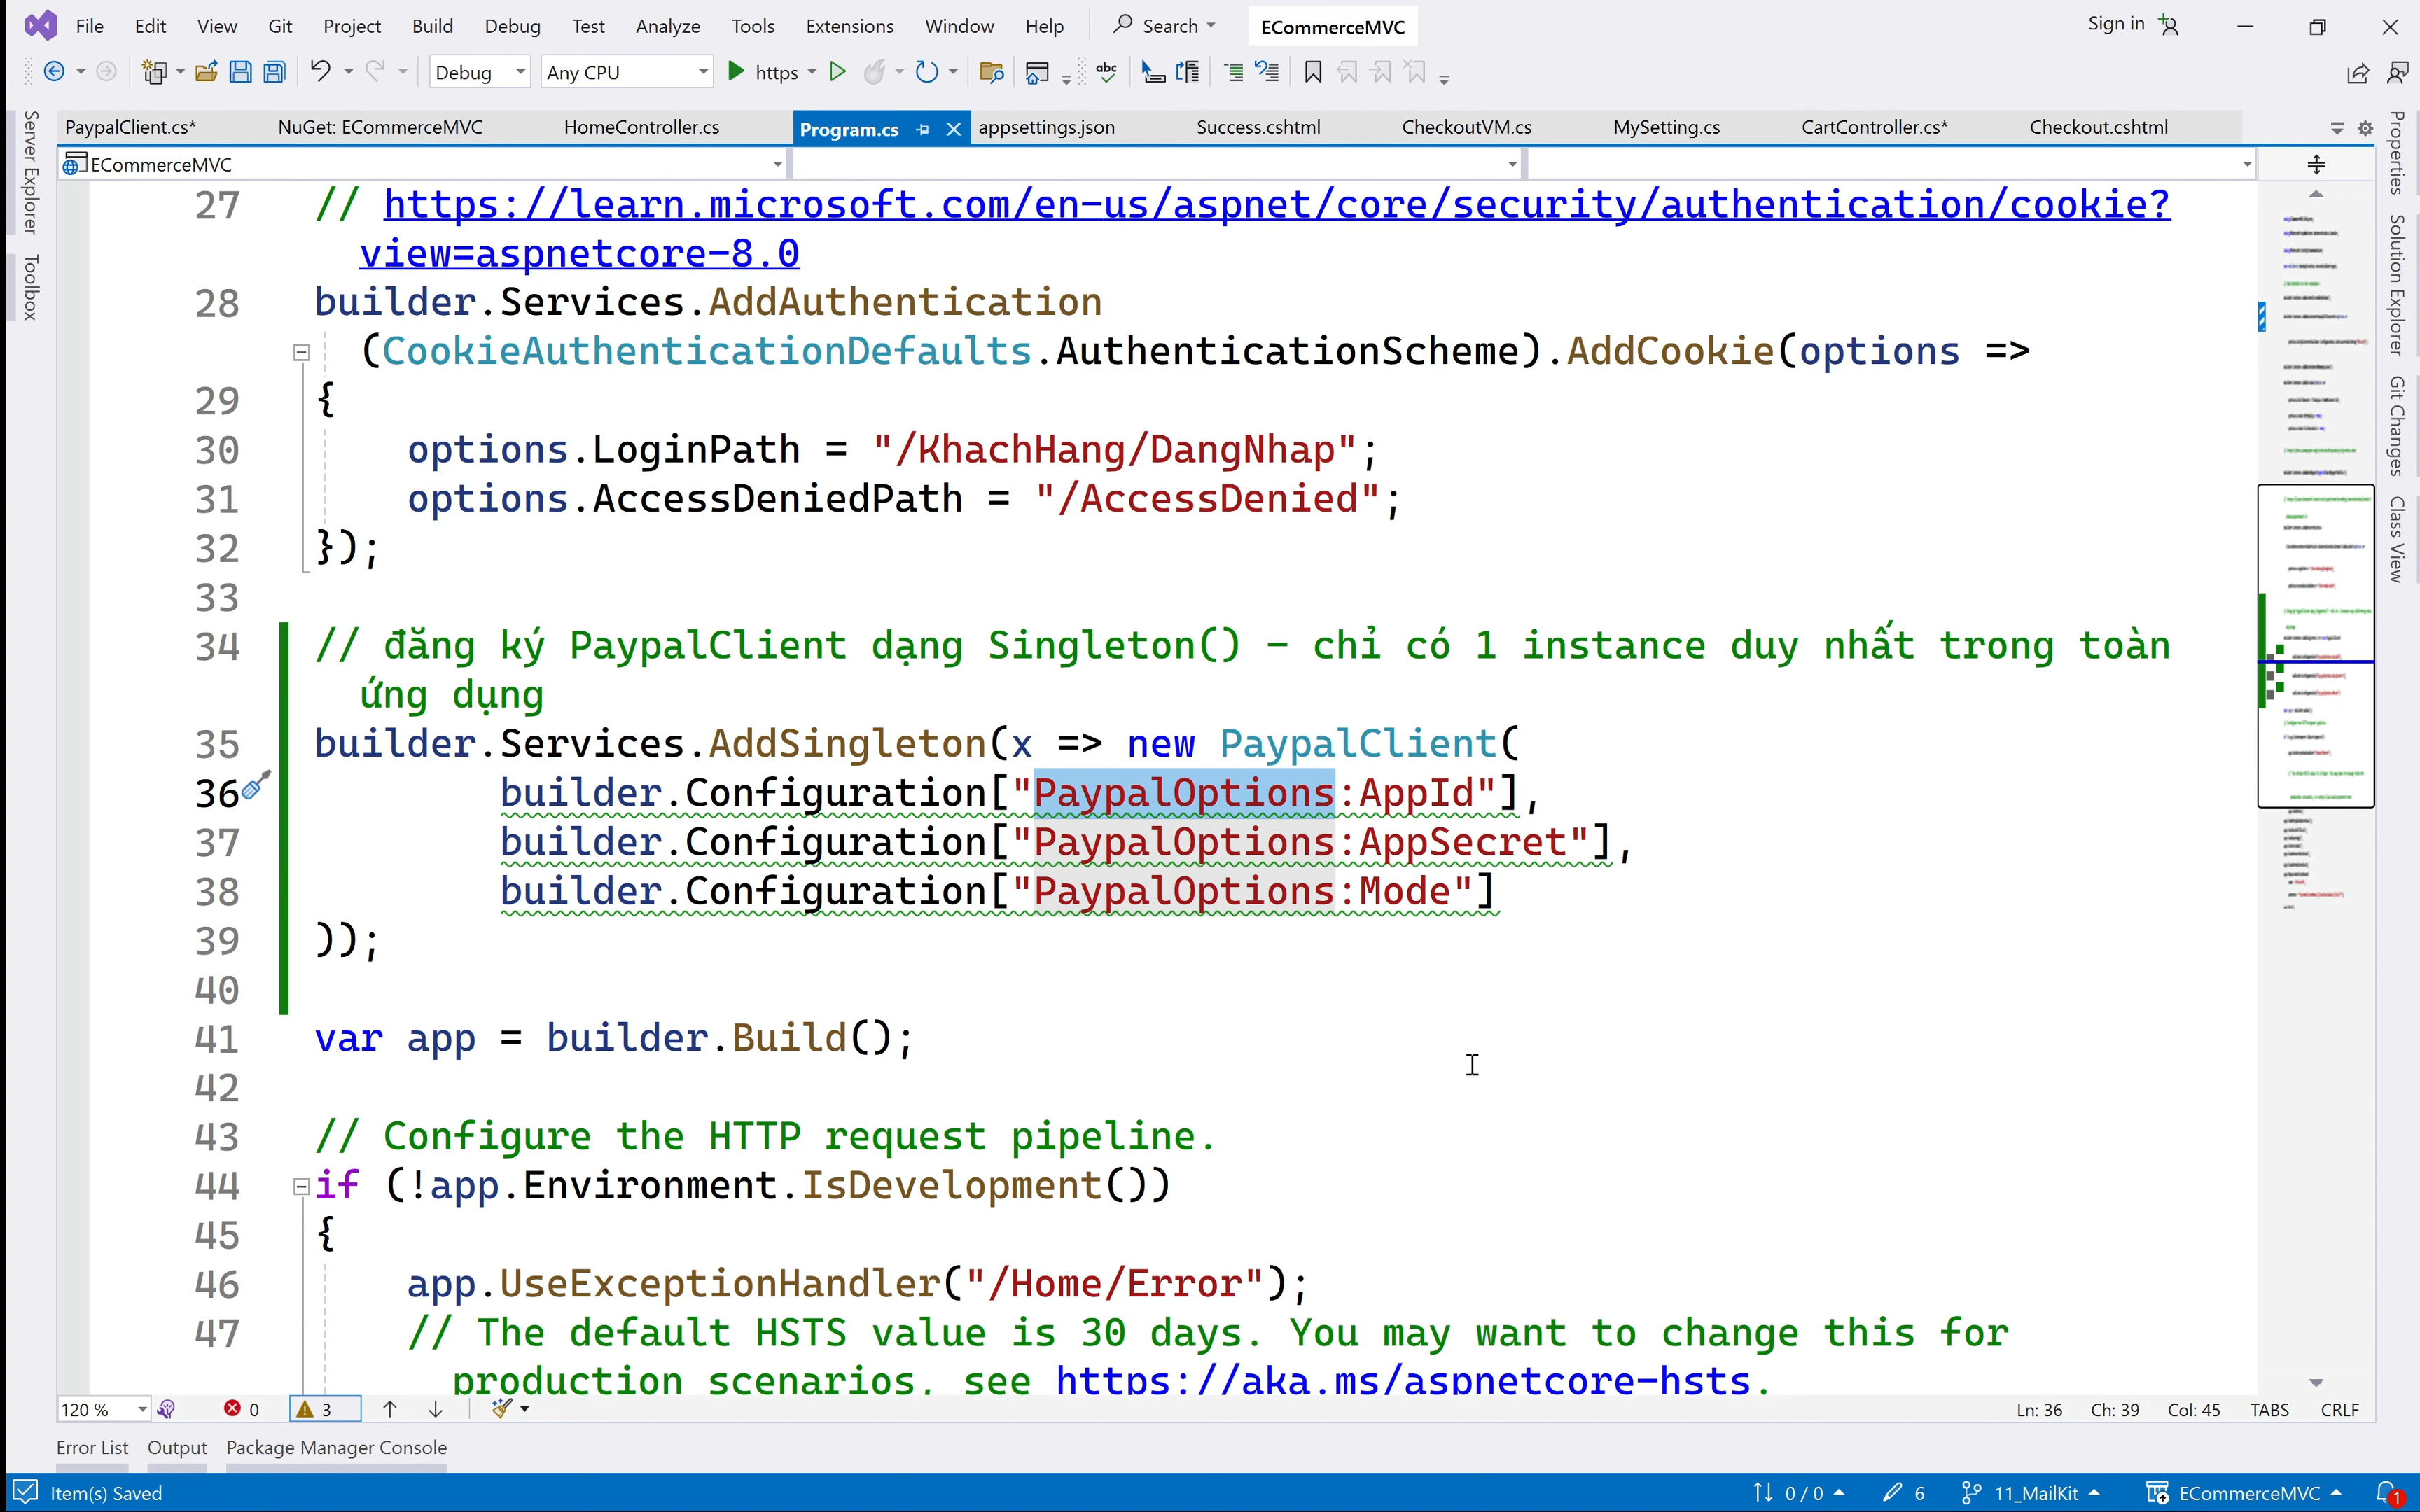 File Edit View Git Project Build Debug Test Analyze Tools Extensions Window Help Search ECommerceMVC Sign in
Debug Any CPU https
PaypalClient.cs* NuGet: ECommerceMVC HomeController.cs Program.cs appsettings.json Success.cshtml CheckoutVM.cs MySetting.cs CartController.cs* Checkout.cshtml
ECommerceMVC
Server Explorer
Toolbox
Properties
Solution Explorer
Git Changes
Class View
27 // https://learn.microsoft.com/en-us/aspnet/core/security/authentication/cookie?
view=aspnetcore-8.0
28 builder.Services.AddAuthentication
(CookieAuthenticationDefaults.AuthenticationScheme).AddCookie(options =>
29 {
30 options.LoginPath = "/KhachHang/DangNhap";
31 options.AccessDeniedPath = "/AccessDenied";
32 });
33
34 // đăng ký PaypalClient dạng Singleton() - chỉ có 1 instance duy nhất trong toàn
ứng dụng
35 builder.Services.AddSingleton(x => new PaypalClient(
36 builder.Configuration["PaypalOptions:AppId"],
37 builder.Configuration["PaypalOptions:AppSecret"],
38 builder.Configuration["PaypalOptions:Mode"]
39 ));
40
41 var app = builder.Build();
42
43 // Configure the HTTP request pipeline.
44 if (!app.Environment.IsDevelopment())
45 {
46 app.UseExceptionHandler("/Home/Error");
47 // The default HSTS value is 30 days. You may want to change this for
production scenarios, see https://aka.ms/aspnetcore-hsts.
120 % 0 3 Ln: 36 Ch: 39 Col: 45 TABS CRLF
Error List Output Package Manager Console
Item(s) Saved 0 / 0 6 11_MailKit ECommerceMVC 1